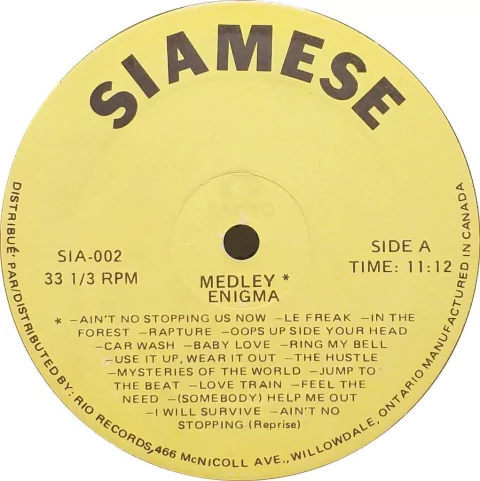 SIAMESE
SIA-002
33 1/3 RPM
SIDE A
TIME: 11:12
MEDLEY *
ENIGMA
* -AIN'T NO STOPPING US NOW -LE FREAK -IN THE
FOREST -RAPTURE -OOPS UP SIDE YOUR HEAD
-CAR WASH -BABY LOVE -RING MY BELL
-USE IT UP, WEAR IT OUT -THE HUSTLE
-MYSTERIES OF THE WORLD -JUMP TO
THE BEAT -LOVE TRAIN -FEEL THE
NEED -(SOMEBODY) HELP ME OUT
-I WILL SURVIVE -AIN'T NO
STOPPING (Reprise)
DISTRIBUÉ PAR/DISTRIBUTED BY: RIO RECORDS, 466 McNICOLL AVE., WILLOWDALE, ONTARIO MANUFACTURED IN CANADA